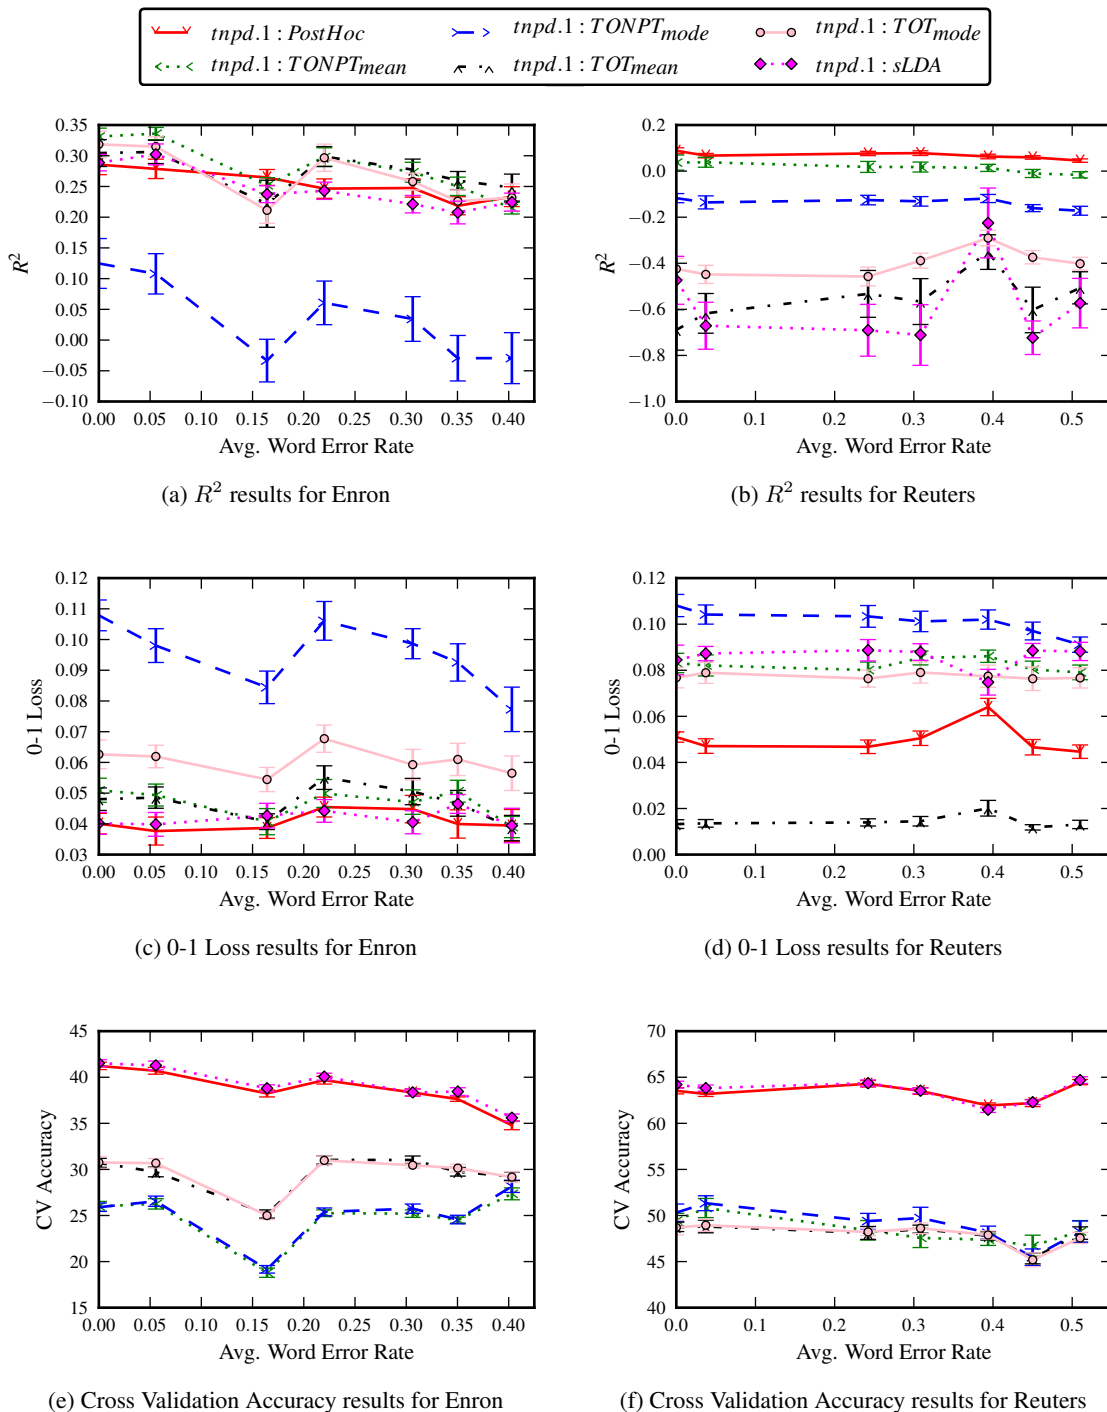 tnpd.1 : PostHoc
tnpd.1 : TONPTmode
tnpd.1 : TOTmode
tnpd.1 : TONPTmean
tnpd.1 : TOTmean
tnpd.1 : sLDA
0.35
0.30
0.25
0.20
0.15
0.10
0.05
0.00
−0.05
−0.10
R²
0.00 0.05 0.10 0.15 0.20 0.25 0.30 0.35 0.40
Avg. Word Error Rate
(a) R² results for Enron
0.2
0.0
−0.2
−0.4
−0.6
−0.8
−1.0
R²
0.0 0.1 0.2 0.3 0.4 0.5
Avg. Word Error Rate
(b) R² results for Reuters
0.12
0.11
0.10
0.09
0.08
0.07
0.06
0.05
0.04
0.03
0-1 Loss
0.00 0.05 0.10 0.15 0.20 0.25 0.30 0.35 0.40
Avg. Word Error Rate
(c) 0-1 Loss results for Enron
0.12
0.10
0.08
0.06
0.04
0.02
0.00
0-1 Loss
0.0 0.1 0.2 0.3 0.4 0.5
Avg. Word Error Rate
(d) 0-1 Loss results for Reuters
45
40
35
30
25
20
15
CV Accuracy
0.00 0.05 0.10 0.15 0.20 0.25 0.30 0.35 0.40
Avg. Word Error Rate
(e) Cross Validation Accuracy results for Enron
70
65
60
55
50
45
40
CV Accuracy
0.0 0.1 0.2 0.3 0.4 0.5
Avg. Word Error Rate
(f) Cross Validation Accuracy results for Reuters